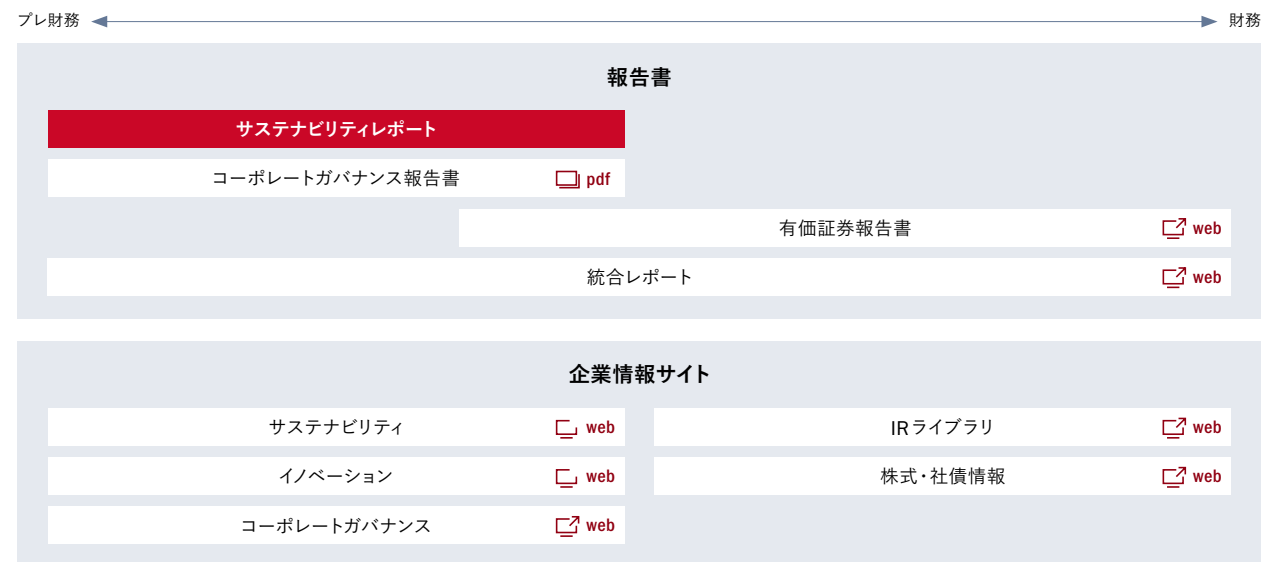 プレ財務 財務
報告書
サステナビリティレポート
コーポレートガバナンス報告書 pdf
有価証券報告書 web
統合レポート web
企業情報サイト
サステナビリティ web IRライブラリ web
イノベーション web 株式・社債情報 web
コーポレートガバナンス web